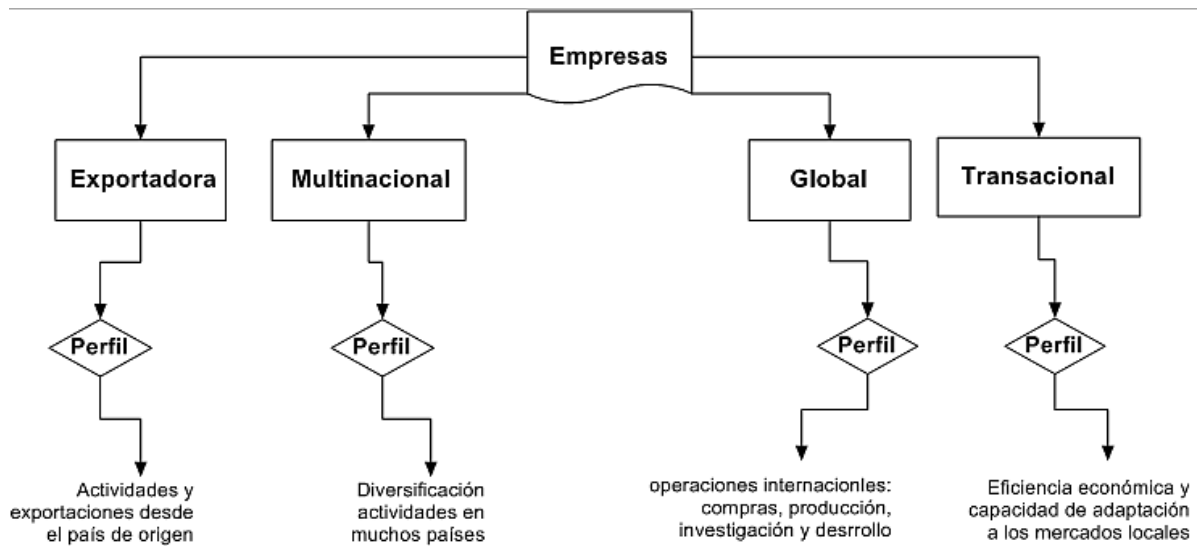 Empresas
Exportadora
Multinacional
Global
Transacional
Perfil
Perfil
Perfil
Perfil
Actividades y
exportaciones desde
el país de origen
Diversificación
actividades en
muchos países
operaciones internacionles:
compras, producción,
investigación y desrrollo
Eficiencia económica y
capacidad de adaptación
a los mercados locales